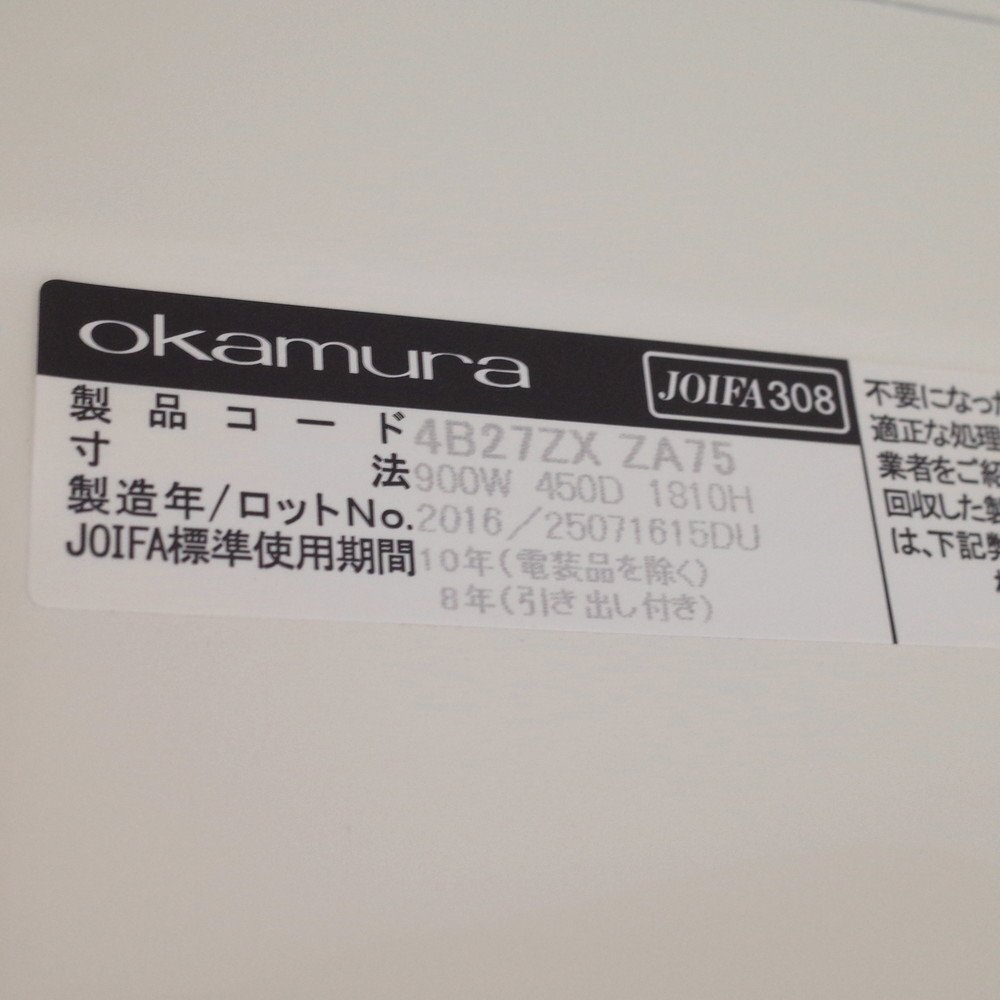 okamura
JOIFA308
製品コード 4B27ZX ZA75
寸法 900W 450D 1810H
製造年/ロットNo. 2016/25071615DU
JOIFA標準使用期間 10年(電装品を除く)
8年(引き出し付き)
不要になった
適正な処理
業者をご紹
回収した製
は、下記弊